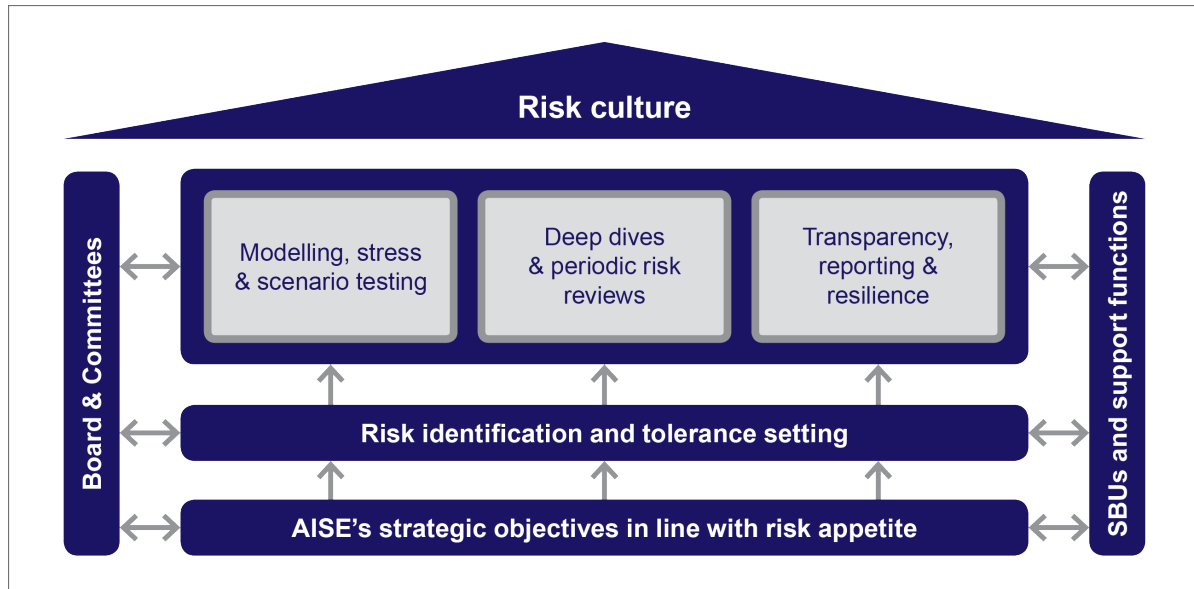 Risk culture
Board & Committees
Modelling, stress
& scenario testing
Deep dives
& periodic risk
reviews
Transparency,
reporting &
resilience
SBUs and support functions
Risk identification and tolerance setting
AISE’s strategic objectives in line with risk appetite